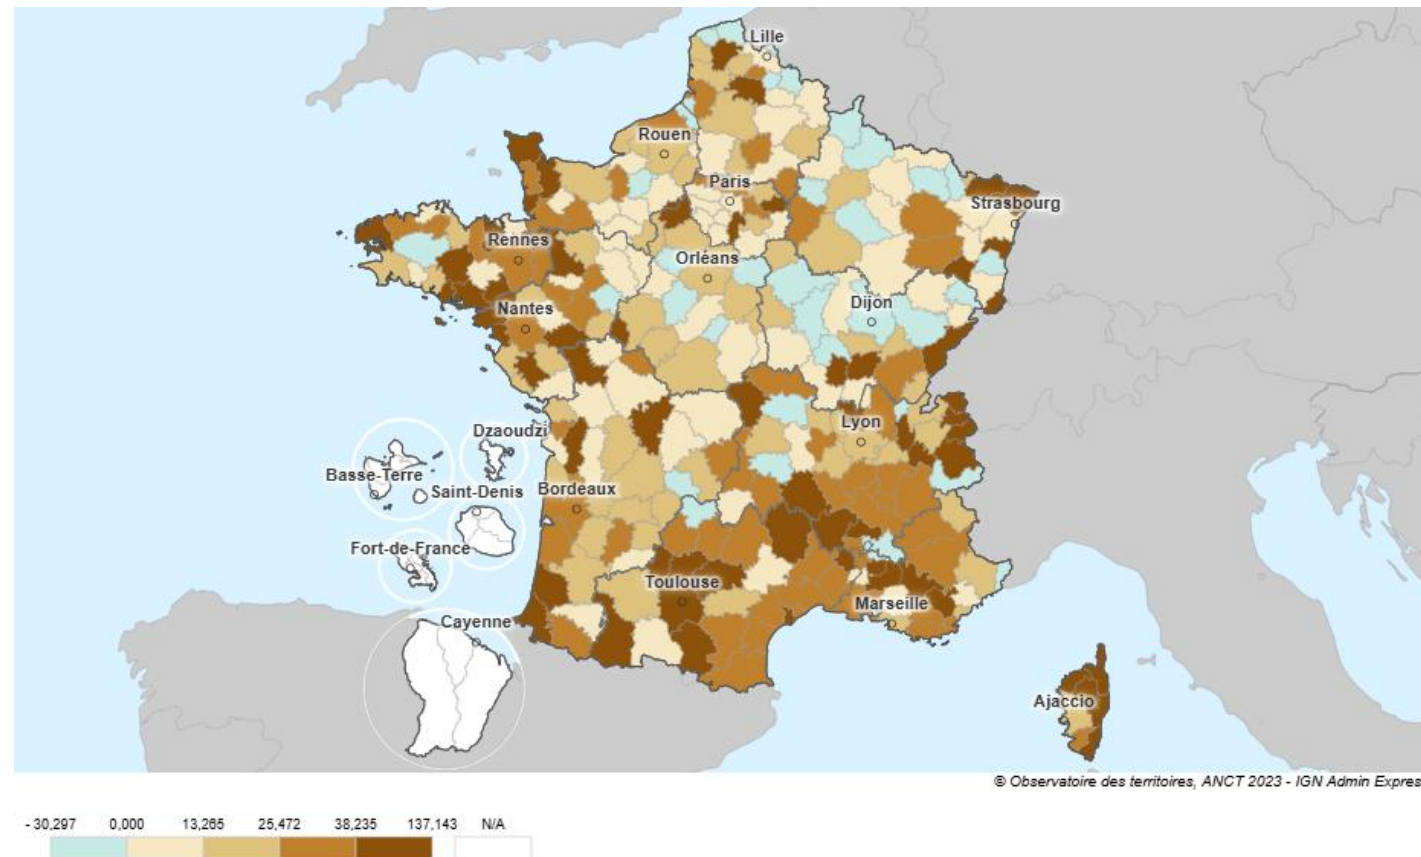 Lille
Rouen
Paris
Strasbourg
Rennes
Orléans
Nantes
Dijon
Lyon
Dzaoudzi
Basse-Terre
Saint-Denis
Bordeaux
Fort-de-France
Toulouse
Marseille
Cayenne
Ajaccio
© Observatoire des territoires, ANCT 2023 - IGN Admin Expres
- 30,297 0,000 13,265 25,472 38,235 137,143 N/A